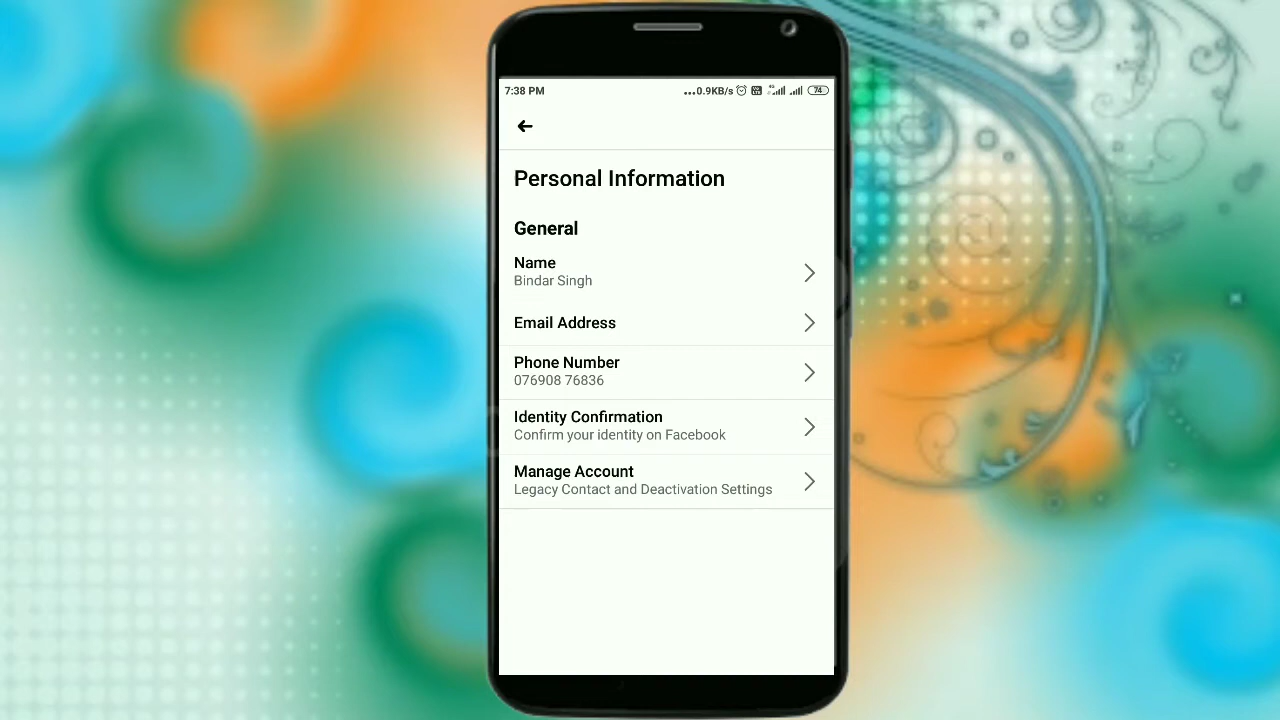 7:38 PM ...0.9KB/s 74
Personal Information
General
Name
Bindar Singh
Email Address
Phone Number
076908 76836
Identity Confirmation
Confirm your identity on Facebook
Manage Account
Legacy Contact and Deactivation Settings